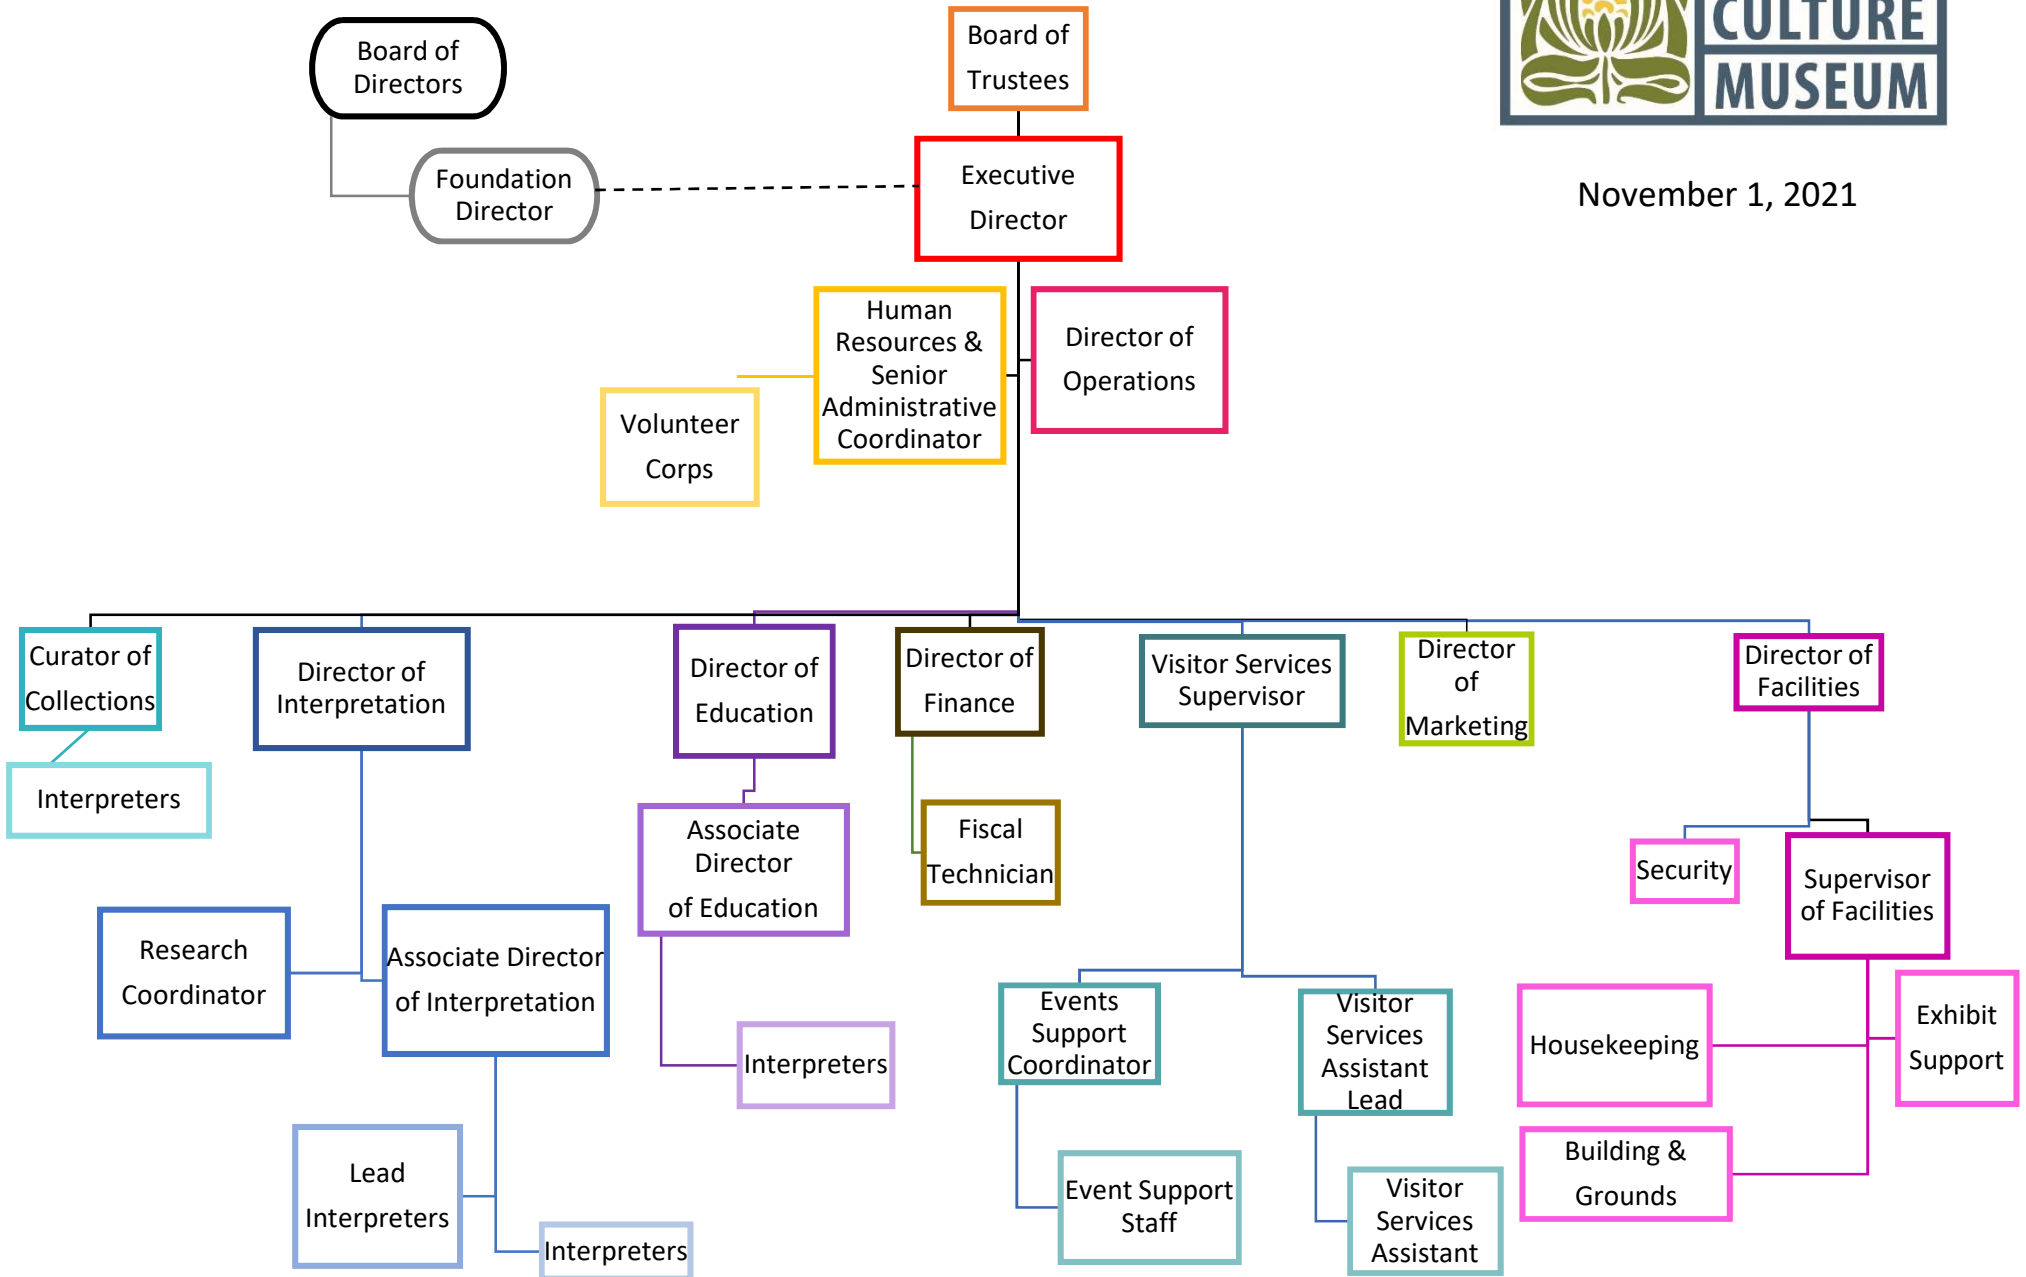 CULTURE
MUSEUM
November 1, 2021
Board of
Directors
Board of
Trustees
Foundation
Director
Executive
Director
Human
Resources &
Senior
Administrative
Coordinator
Director of
Operations
Volunteer
Corps
Curator of
Collections
Director of
Interpretation
Director of
Education
Director of
Finance
Visitor Services
Supervisor
Director
of
Marketing
Director of
Facilities
Interpreters
Associate
Director
of Education
Fiscal
Technician
Security
Supervisor
of Facilities
Research
Coordinator
Associate Director
of Interpretation
Interpreters
Events
Support
Coordinator
Visitor
Services
Assistant
Lead
Housekeeping
Exhibit
Support
Lead
Interpreters
Interpreters
Event Support
Staff
Visitor
Services
Assistant
Building &
Grounds